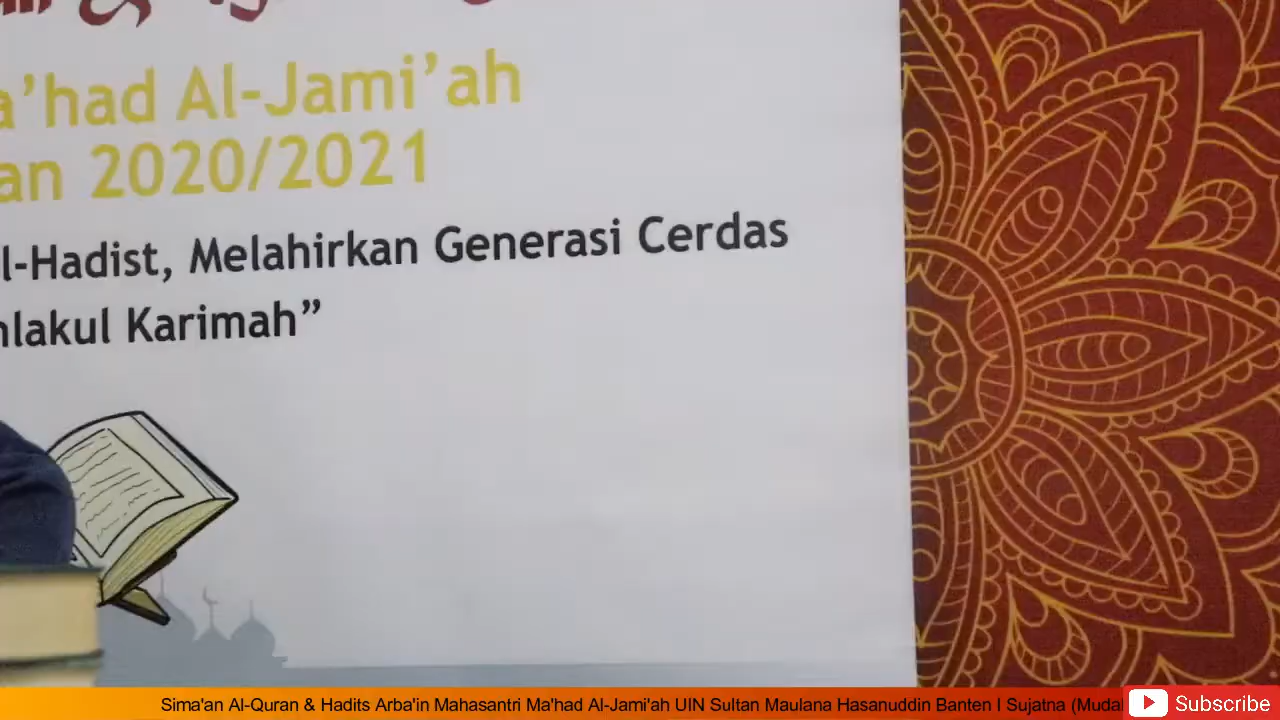 a'had Al-Jami'ah
an 2020/2021
l-Hadist, Melahirkan Generasi Cerdas
hlakul Karimah”
Sima'an Al-Quran & Hadits Arba'in Mahasantri Ma'had Al-Jami'ah UIN Sultan Maulana Hasanuddin Banten I Sujatna (Muda
Subscribe